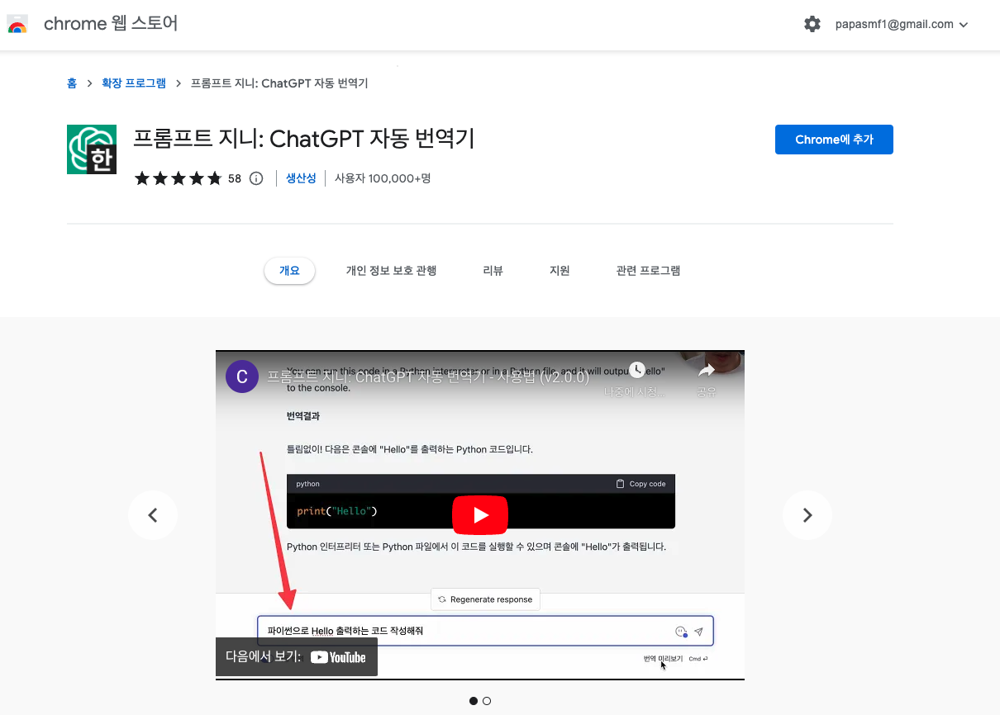 chrome 웹 스토어
papasmf1@gmail.com
홈 > 확장 프로그램 > 프롬프트 지니: ChatGPT 자동 번역기
한
프롬프트 지니: ChatGPT 자동 번역기
Chrome에 추가
58 생산성 사용자 100,000+명
개요 개인 정보 보호 관행 리뷰 지원 관련 프로그램
You can run this code in a Python interpreter or in a Python file, and it will output "Hello"
C 프롬프트 지니: ChatGPT 자동 번역기 - 사용법 (v2.0.0)
to the console.
나중에 시청... 공유
번역결과
틀림없이! 다음은 콘솔에 "Hello"를 출력하는 Python 코드입니다.
python Copy code
print("Hello")
Python 인터프리터 또는 Python 파일에서 이 코드를 실행할 수 있으며 콘솔에 "Hello"가 출력됩니다.
Regenerate response
파이썬으로 Hello 출력하는 코드 작성해줘
다음에서 보기: YouTube
번역 미리보기 Cmd ↵